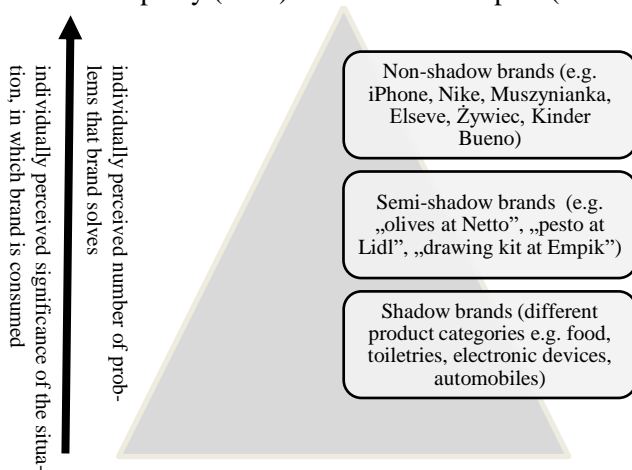 individually perceived number of prob-
lems that brand solves
individually perceived significance of the situa-
tion, in which brand is consumed
Non-shadow brands (e.g.
iPhone, Nike, Muszynianka,
Elseve, Żywiec, Kinder
Bueno)
Semi-shadow brands (e.g.
„olives at Netto”, „pesto at
Lidl”, „drawing kit at Empik”)
Shadow brands (different
product categories e.g. food,
toiletries, electronic devices,
automobiles)